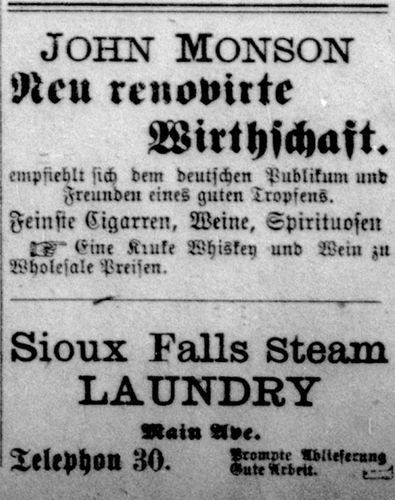 JOHN MONSON
Neu renovirte
Wirthschaft.
empfiehlt sich dem deutschen Publikum und
Freunden eines guten Tropfens.
Feinste Cigarren, Weine, Spirituosen
☞ Eine Kruke Whiskey und Wein zu
Wholesale Preisen.
Sioux Falls Steam
LAUNDRY
Main Ave.
Telephon 30. Prompte Ablieferung
Gute Arbeit.